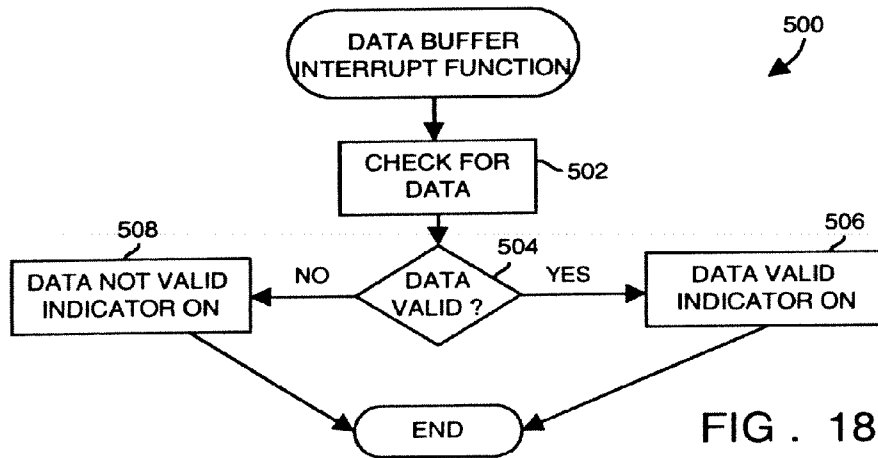 DATA BUFFER
INTERRUPT FUNCTION
500
CHECK FOR
DATA
502
508
504
506
DATA NOT VALID
INDICATOR ON
NO
DATA
VALID ?
YES
DATA VALID
INDICATOR ON
END
FIG . 18